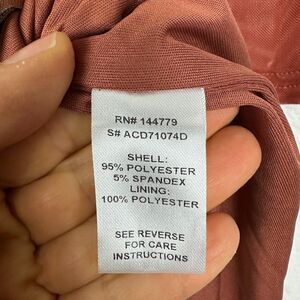 RN# 144779
S# ACD71074D
SHELL:
95% POLYESTER
5% SPANDEX
LINING:
100% POLYESTER
SEE REVERSE
FOR CARE
INSTRUCTIONS